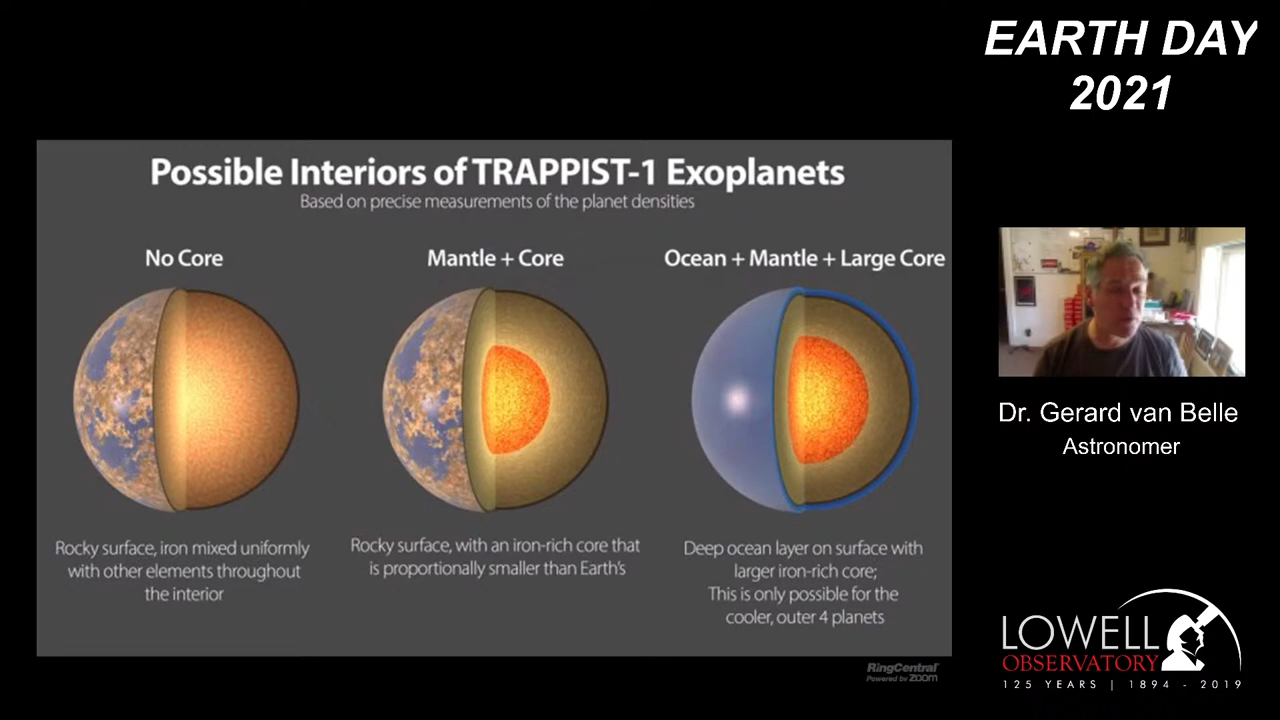 EARTH DAY
2021
Possible Interiors of TRAPPIST-1 Exoplanets
Based on precise measurements of the planet densities
No Core
Mantle + Core
Ocean + Mantle + Large Core
Rocky surface, iron mixed uniformly
with other elements throughout
the interior
Rocky surface, with an iron-rich core that
is proportionally smaller than Earth's
Deep ocean layer on surface with
larger iron-rich core;
This is only possible for the
cooler, outer 4 planets
RingCentral
Powered by zoom
Dr. Gerard van Belle
Astronomer
LOWELL
OBSERVATORY
125 YEARS | 1894 - 2019